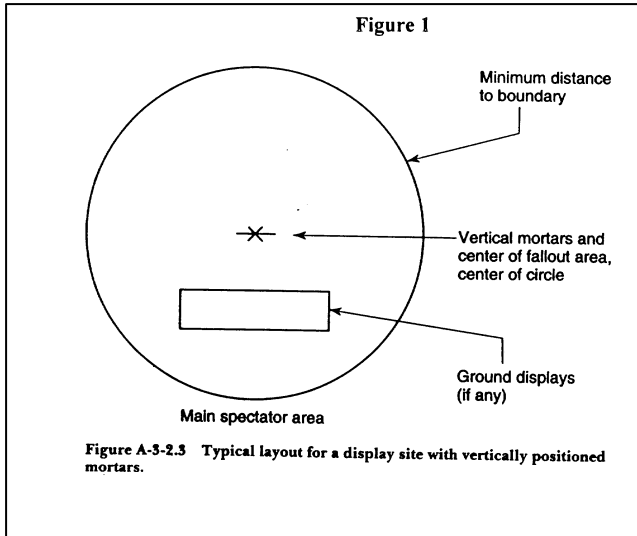 Figure 1
Minimum distance
to boundary
Vertical mortars and
center of fallout area,
center of circle
Ground displays
(if any)
Main spectator area
Figure A-3-2.3 Typical layout for a display site with vertically positioned
mortars.